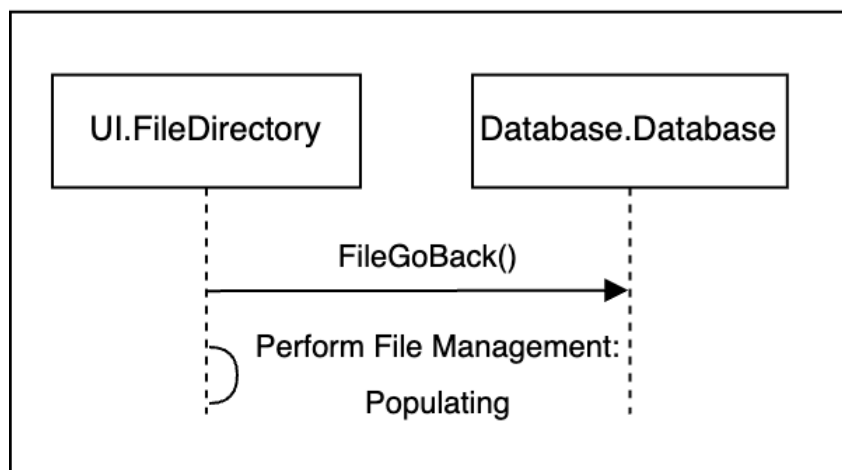 UI.FileDirectory
Database.Database
FileGoBack()
Perform File Management:
Populating